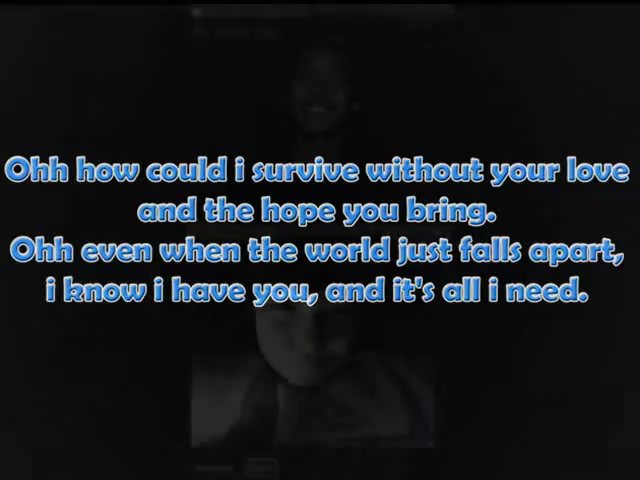 Ohh how could i survive without your love
and the hope you bring.
Ohh even when the world just falls apart,
i know i have you, and it's all i need.